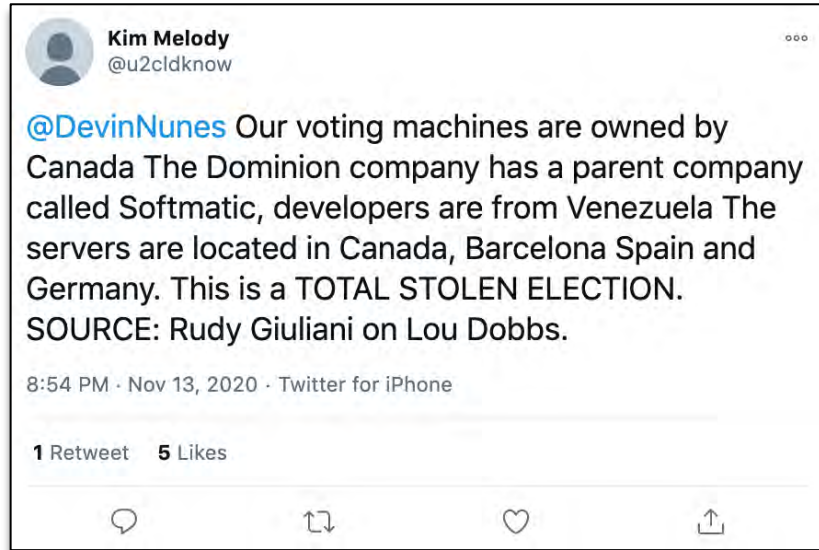 Kim Melody
@u2cldknow
@DevinNunes Our voting machines are owned by
Canada The Dominion company has a parent company
called Softmatic, developers are from Venezuela The
servers are located in Canada, Barcelona Spain and
Germany. This is a TOTAL STOLEN ELECTION.
SOURCE: Rudy Giuliani on Lou Dobbs.
8:54 PM · Nov 13, 2020 · Twitter for iPhone
1 Retweet 5 Likes